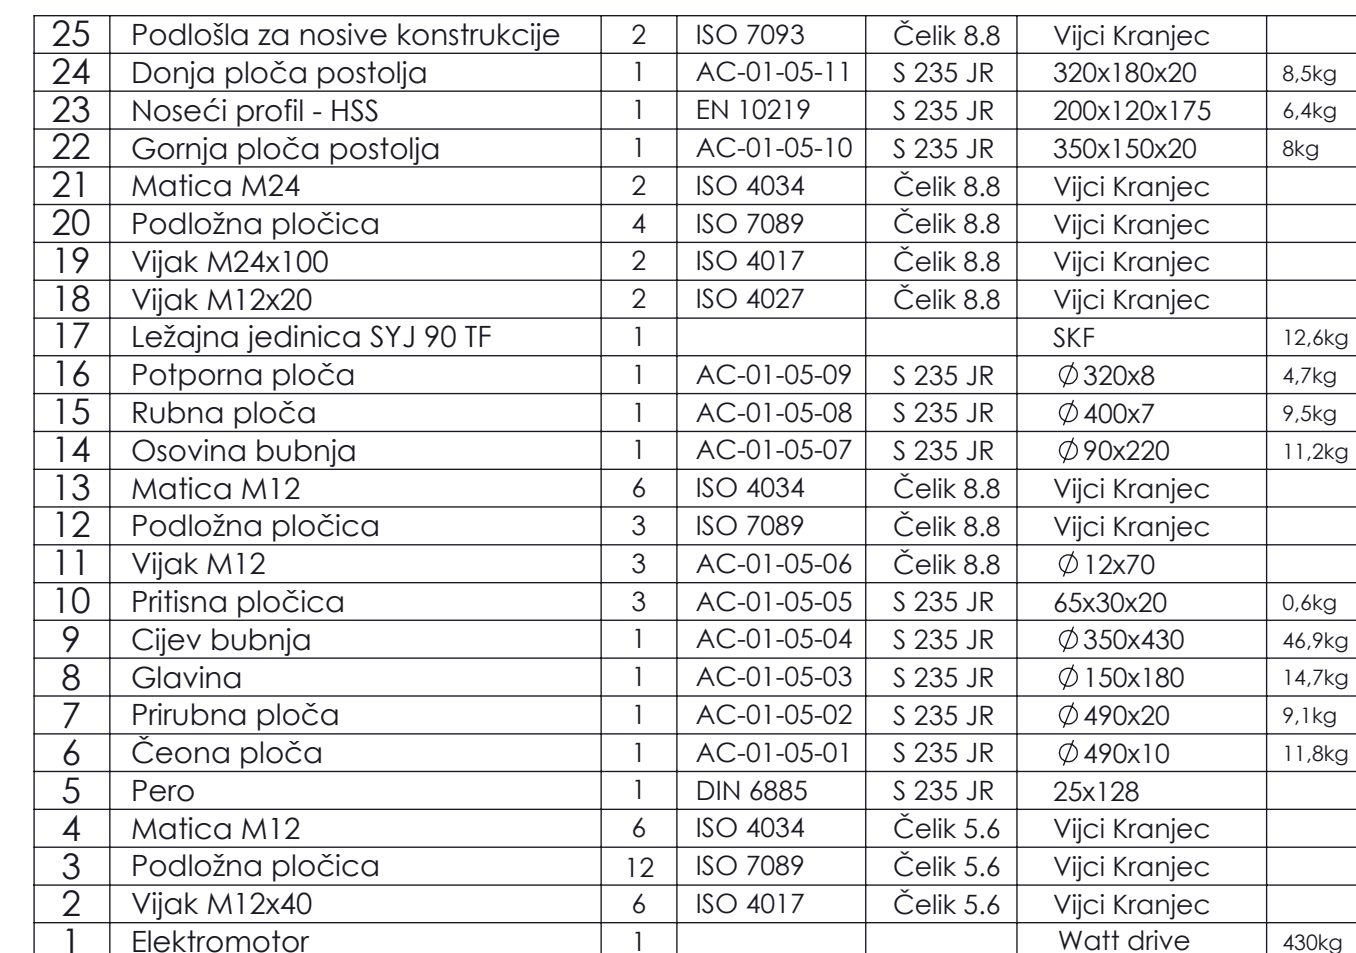 25 Podlošla za nosive konstrukcije 2 ISO 7093 Čelik 8.8 Vijci Kranjec
24 Donja ploča postolja 1 AC-01-05-11 S 235 JR 320x180x20 8,5kg
23 Noseći profil - HSS 1 EN 10219 S 235 JR 200x120x175 6,4kg
22 Gornja ploča postolja 1 AC-01-05-10 S 235 JR 350x150x20 8kg
21 Matica M24 2 ISO 4034 Čelik 8.8 Vijci Kranjec
20 Podložna pločica 4 ISO 7089 Čelik 8.8 Vijci Kranjec
19 Vijak M24x100 2 ISO 4017 Čelik 8.8 Vijci Kranjec
18 Vijak M12x20 2 ISO 4027 Čelik 8.8 Vijci Kranjec
17 Ležajna jedinica SYJ 90 TF 1 SKF 12,6kg
16 Potporna ploča 1 AC-01-05-09 S 235 JR ∅320x8 4,7kg
15 Rubna ploča 1 AC-01-05-08 S 235 JR ∅400x7 9,5kg
14 Osovina bubnja 1 AC-01-05-07 S 235 JR ∅90x220 11,2kg
13 Matica M12 6 ISO 4034 Čelik 8.8 Vijci Kranjec
12 Podložna pločica 3 ISO 7089 Čelik 8.8 Vijci Kranjec
11 Vijak M12 3 AC-01-05-06 Čelik 8.8 ∅12x70
10 Pritisna pločica 3 AC-01-05-05 S 235 JR 65x30x20 0,6kg
9 Cijev bubnja 1 AC-01-05-04 S 235 JR ∅350x430 46,9kg
8 Glavina 1 AC-01-05-03 S 235 JR ∅150x180 14,7kg
7 Prirubna ploča 1 AC-01-05-02 S 235 JR ∅490x20 9,1kg
6 Čeona ploča 1 AC-01-05-01 S 235 JR ∅490x10 11,8kg
5 Pero 1 DIN 6885 S 235 JR 25x128
4 Matica M12 6 ISO 4034 Čelik 5.6 Vijci Kranjec
3 Podložna pločica 12 ISO 7089 Čelik 5.6 Vijci Kranjec
2 Vijak M12x40 6 ISO 4017 Čelik 5.6 Vijci Kranjec
1 Elektromotor 1 Watt drive 430kg